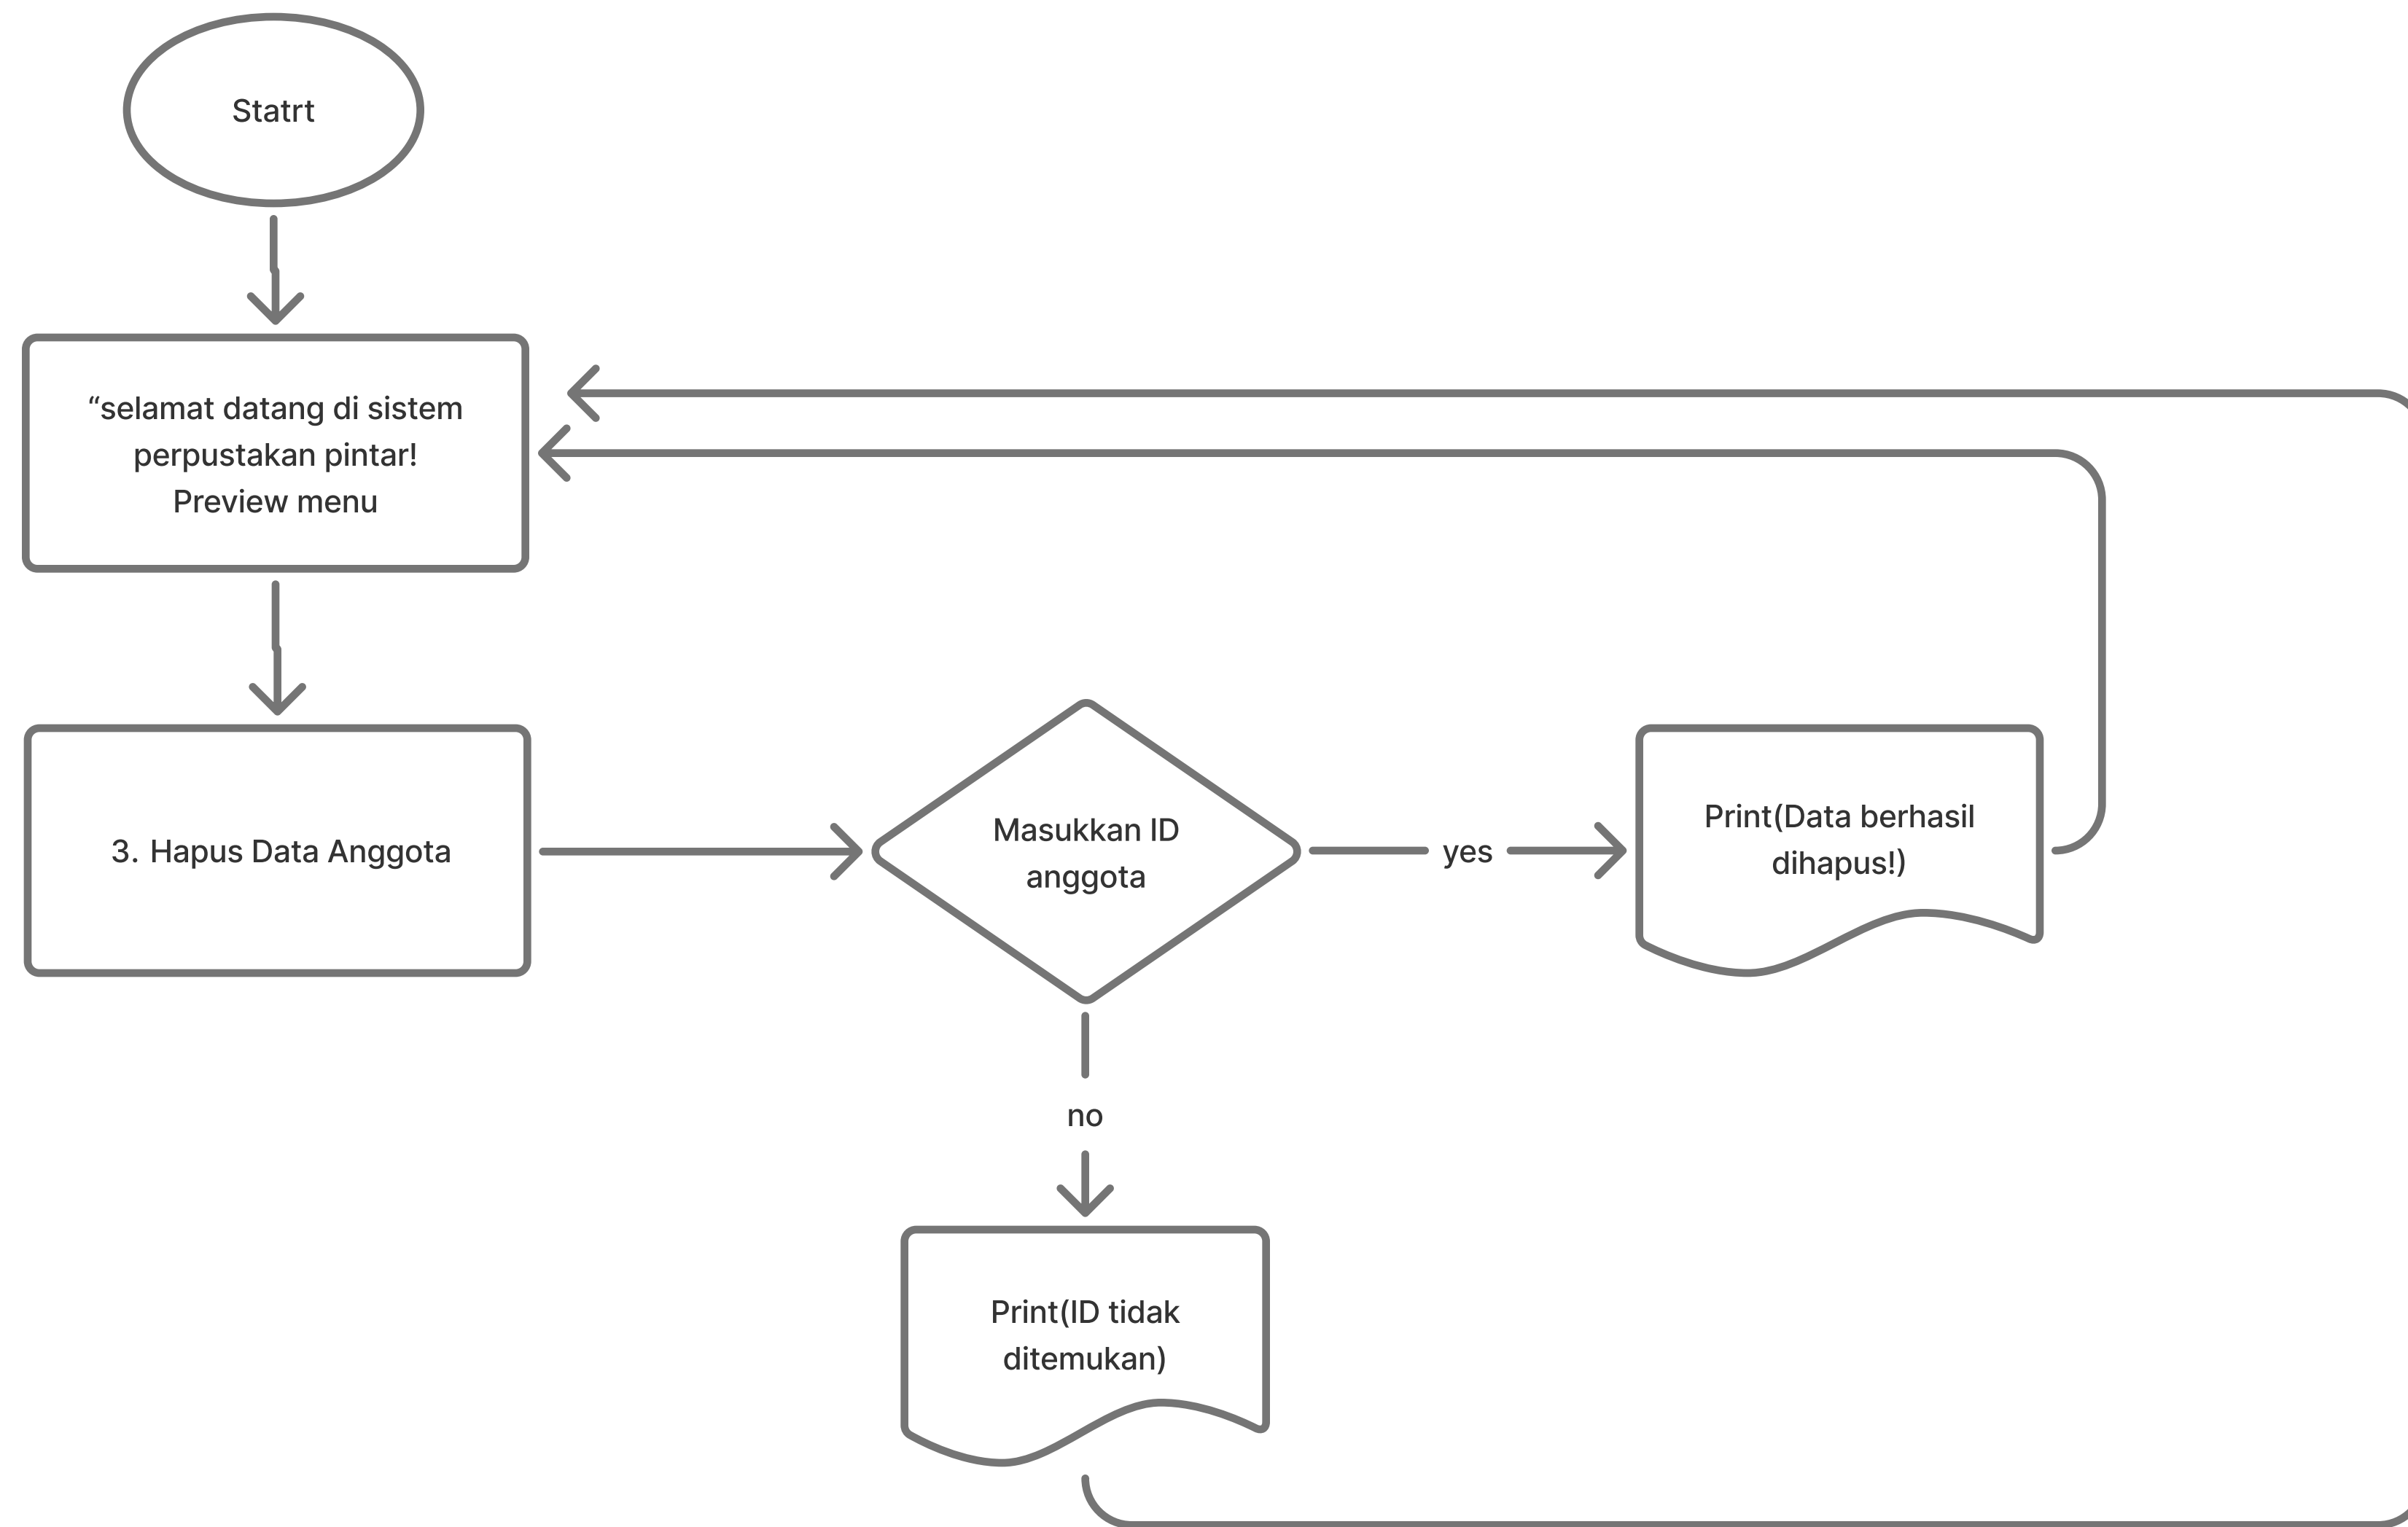 Statrt
“selamat datang di sistem
perpustakan pintar!
Preview menu
3. Hapus Data Anggota
Masukkan ID
anggota
yes
Print(Data berhasil
dihapus!)
no
Print(ID tidak
ditemukan)